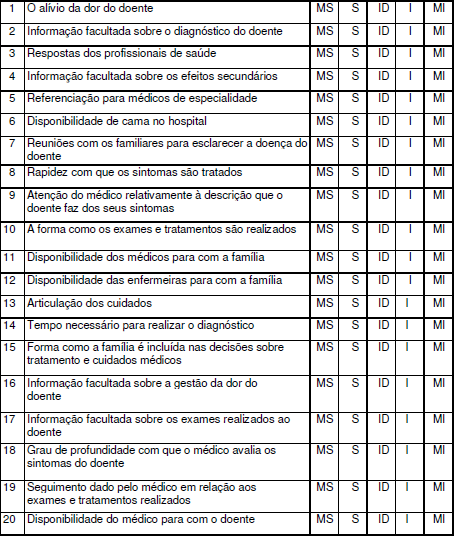 1 O alívio da dor do doente MS S ID I MI
2 Informação facultada sobre o diagnóstico do doente MS S ID I MI
3 Respostas dos profissionais de saúde MS S ID I MI
4 Informação facultada sobre os efeitos secundários MS S ID I MI
5 Referenciação para médicos de especialidade MS S ID I MI
6 Disponibilidade de cama no hospital MS S ID I MI
7 Reuniões com os familiares para esclarecer a doença do MS S ID I MI
doente
8 Rapidez com que os sintomas são tratados MS S ID I MI
9 Atenção do médico relativamente à descrição que o MS S ID I MI
doente faz dos seus sintomas
10 A forma como os exames e tratamentos são realizados MS S ID I MI
11 Disponibilidade dos médicos para com a família MS S ID I MI
12 Disponibilidade das enfermeiras para com a família MS S ID I MI
13 Articulação dos cuidados MS S ID I MI
14 Tempo necessário para realizar o diagnóstico MS S ID I MI
15 Forma como a família é incluída nas decisões sobre MS S ID I MI
tratamento e cuidados médicos
16 Informação facultada sobre a gestão da dor do MS S ID I MI
doente
17 Informação facultada sobre os exames realizados ao MS S ID I MI
doente
18 Grau de profundidade com que o médico avalia os MS S ID I MI
sintomas do doente
19 Seguimento dado pelo médico em relação aos MS S ID I MI
exames e tratamentos realizados
20 Disponibilidade do médico para com o doente MS S ID I MI